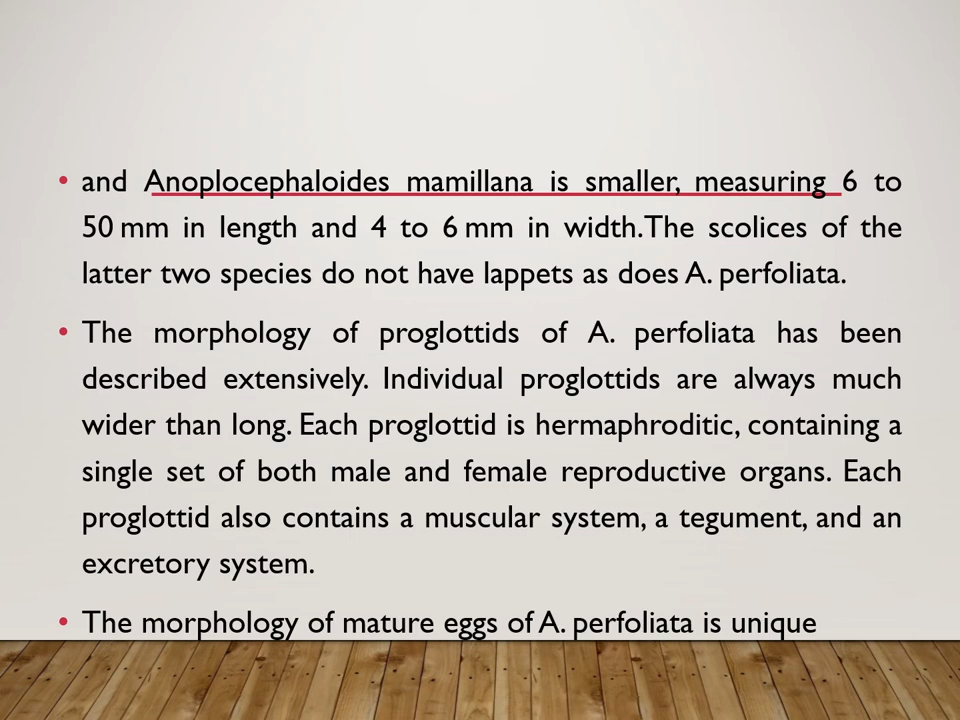 • and Anoplocephaloides mamillana is smaller, measuring 6 to
50 mm in length and 4 to 6 mm in width. The scolices of the
latter two species do not have lappets as does A. perfoliata.
• The morphology of proglottids of A. perfoliata has been
described extensively. Individual proglottids are always much
wider than long. Each proglottid is hermaphroditic, containing a
single set of both male and female reproductive organs. Each
proglottid also contains a muscular system, a tegument, and an
excretory system.
• The morphology of mature eggs of A. perfoliata is unique